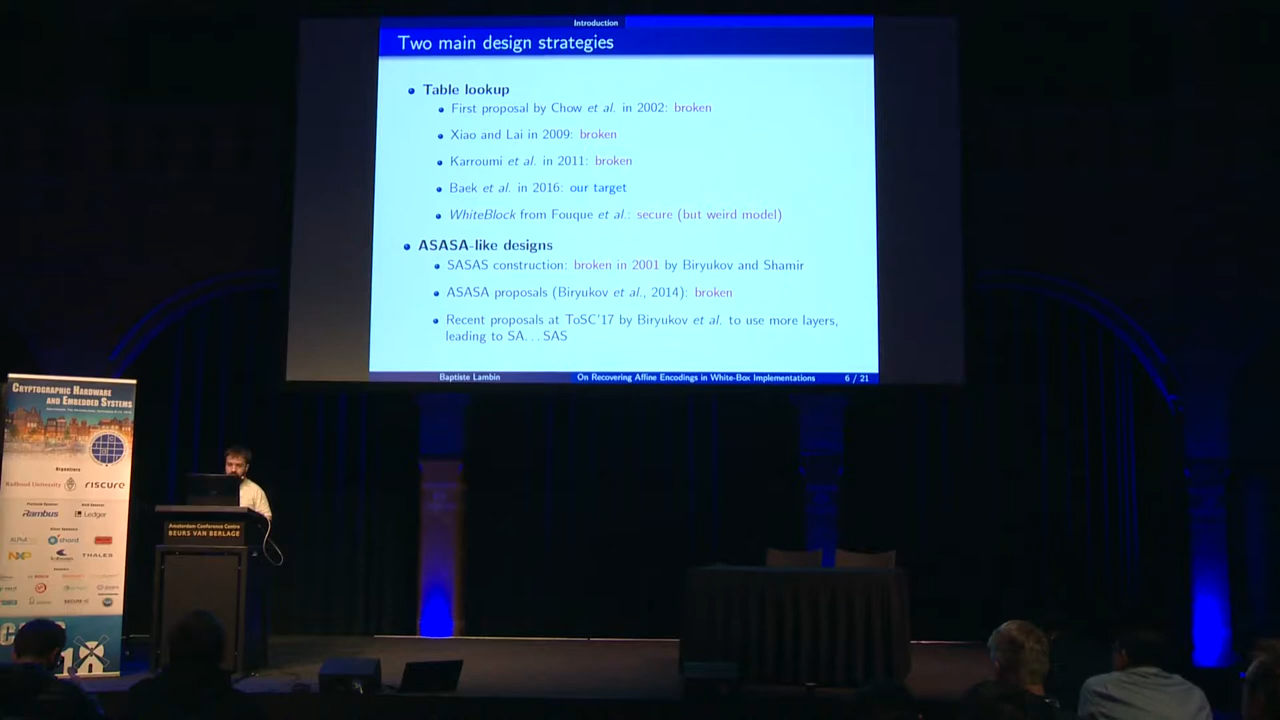 Introduction
Two main design strategies
Table lookup
First proposal by Chow et al. in 2002: broken
Xiao and Lai in 2009: broken
Karroumi et al. in 2011: broken
Baek et al. in 2016: our target
WhiteBlock from Fouque et al.: secure (but weird model)
ASASA-like designs
SASAS construction: broken in 2001 by Biryukov and Shamir
ASASA proposals (Biryukov et al., 2014): broken
Recent proposals at ToSC'17 by Biryukov et al. to use more layers,
leading to SA...SAS
Baptiste Lambin
On Recovering Affine Encodings in White-Box Implementations
6 / 21
Cryptographic Hardware
and Embedded Systems
Organizers
Radboud University
riscure
Rambus
Ledger
NXP
THALES
Amsterdam Conference Centre
BEURS VAN BERLAGE